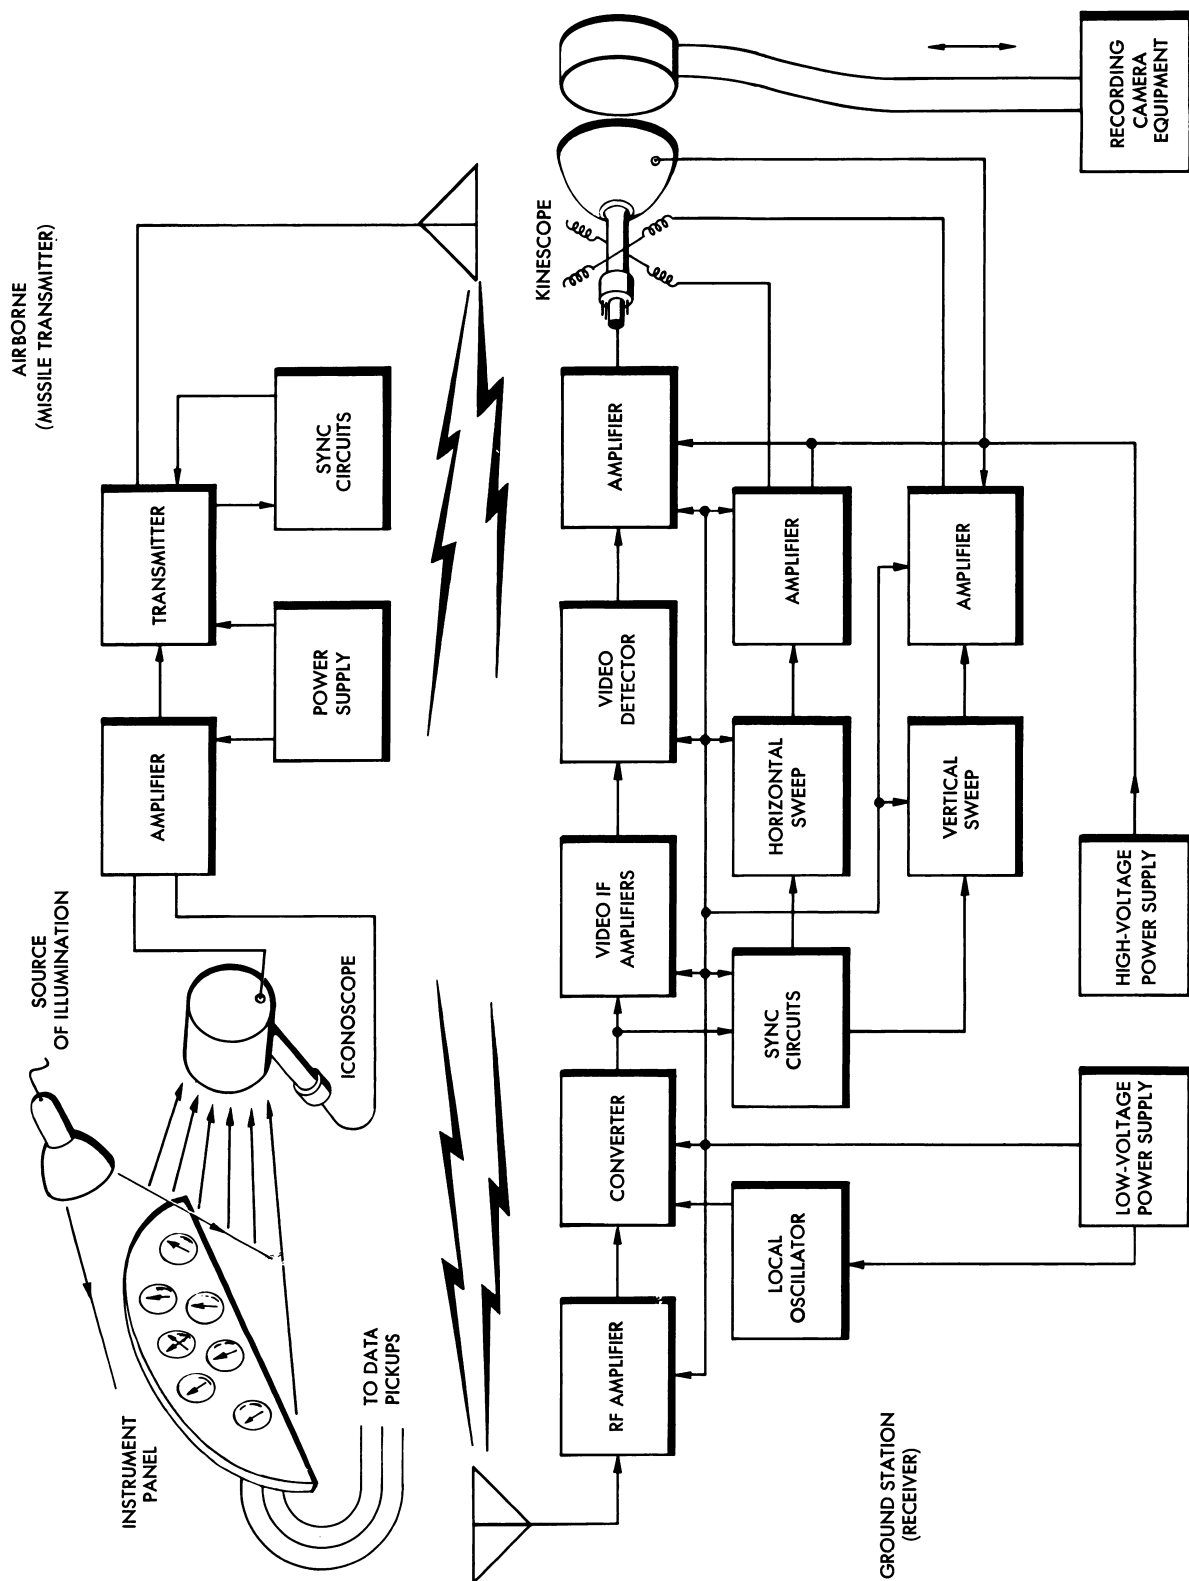 AIRBORNE
(MISSILE TRANSMITTER)
SOURCE
OF ILLUMINATION
INSTRUMENT
PANEL
TO DATA
PICKUPS
ICONOSCOPE
AMPLIFIER
TRANSMITTER
POWER
SUPPLY
SYNC
CIRCUITS
KINESCOPE
RF AMPLIFIER
CONVERTER
VIDEO IF
AMPLIFIERS
VIDEO
DETECTOR
AMPLIFIER
LOCAL
OSCILLATOR
SYNC
CIRCUITS
HORIZONTAL
SWEEP
AMPLIFIER
VERTICAL
SWEEP
AMPLIFIER
GROUND STATION
(RECEIVER)
LOW-VOLTAGE
POWER SUPPLY
HIGH-VOLTAGE
POWER SUPPLY
RECORDING
CAMERA
EQUIPMENT